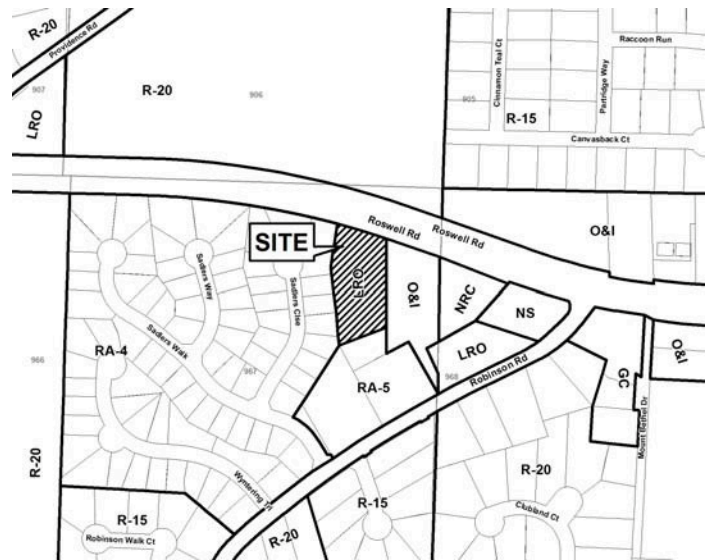 R-20
Providence Rd
907
LRO
R-20
906
905
Cinnamon Teal Ct
Partridge Way
Raccoon Run
R-15
Canvasback Ct
SITE
LRO
Roswell Rd
Roswell Rd
O&I
O&I
NRC
NS
LRO
Robinson Rd
968
O&I
GC
Mount Bethel Dr
Sadlers Way
Sadlers Walk
RA-4
967
966
RA-5
R-20
R-20
Wyntering Trl
R-15
R-15
Robinson Walk Ct
R-20
Clubland Ct